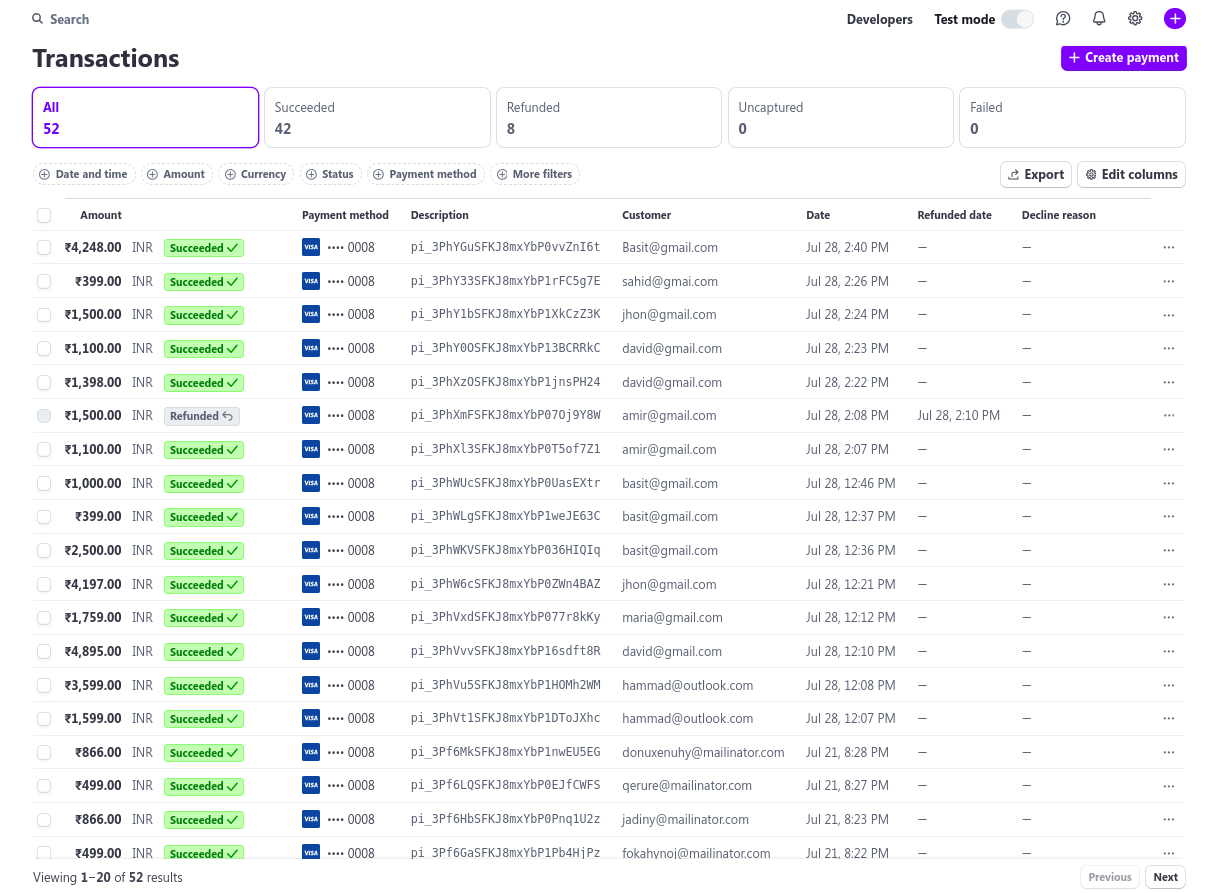 Search
Developers Test mode
Transactions
+ Create payment
All Succeeded Refunded Uncaptured Failed
52 42 8 0 0
Date and time Amount Currency Status Payment method More filters Export Edit columns
Amount Payment method Description Customer Date Refunded date Decline reason
₹4,248.00 INR Succeeded VISA •••• 0008 pi_3PhYGuSFKJ8mxYbP0vvZnI6t Basit@gmail.com Jul 28, 2:40 PM — — ···
₹399.00 INR Succeeded VISA •••• 0008 pi_3PhY33SFKJ8mxYbP1rFC5g7E sahid@gmai.com Jul 28, 2:26 PM — — ···
₹1,500.00 INR Succeeded VISA •••• 0008 pi_3PhY1bSFKJ8mxYbP1XkCzZ3K jhon@gmail.com Jul 28, 2:24 PM — — ···
₹1,100.00 INR Succeeded VISA •••• 0008 pi_3PhY0OSFKJ8mxYbP13BCRRkC david@gmail.com Jul 28, 2:23 PM — — ···
₹1,398.00 INR Succeeded VISA •••• 0008 pi_3PhXzOSFKJ8mxYbP1jnsPH24 david@gmail.com Jul 28, 2:22 PM — — ···
₹1,500.00 INR Refunded VISA •••• 0008 pi_3PhXmFSFKJ8mxYbP07Oj9Y8W amir@gmail.com Jul 28, 2:08 PM Jul 28, 2:10 PM — ···
₹1,100.00 INR Succeeded VISA •••• 0008 pi_3PhXl3SFKJ8mxYbP0T5of7Z1 amir@gmail.com Jul 28, 2:07 PM — — ···
₹1,000.00 INR Succeeded VISA •••• 0008 pi_3PhWUcSFKJ8mxYbP0UasEXtr basit@gmail.com Jul 28, 12:46 PM — — ···
₹399.00 INR Succeeded VISA •••• 0008 pi_3PhWLgSFKJ8mxYbP1weJE63C basit@gmail.com Jul 28, 12:37 PM — — ···
₹2,500.00 INR Succeeded VISA •••• 0008 pi_3PhWKVSFKJ8mxYbP036HIQIq basit@gmail.com Jul 28, 12:36 PM — — ···
₹4,197.00 INR Succeeded VISA •••• 0008 pi_3PhW6cSFKJ8mxYbP0ZWn4BAZ jhon@gmail.com Jul 28, 12:21 PM — — ···
₹1,759.00 INR Succeeded VISA •••• 0008 pi_3PhVxdSFKJ8mxYbP077r8kKy maria@gmail.com Jul 28, 12:12 PM — — ···
₹4,895.00 INR Succeeded VISA •••• 0008 pi_3PhVvvSFKJ8mxYbP16sdft8R david@gmail.com Jul 28, 12:10 PM — — ···
₹3,599.00 INR Succeeded VISA •••• 0008 pi_3PhVu5SFKJ8mxYbP1HOMh2WM hammad@outlook.com Jul 28, 12:08 PM — — ···
₹1,599.00 INR Succeeded VISA •••• 0008 pi_3PhVt1SFKJ8mxYbP1DToJXhc hammad@outlook.com Jul 28, 12:07 PM — — ···
₹866.00 INR Succeeded VISA •••• 0008 pi_3Pf6MkSFKJ8mxYbP1nwEU5EG donuxenuhy@mailinator.com Jul 21, 8:28 PM — — ···
₹499.00 INR Succeeded VISA •••• 0008 pi_3Pf6LQSFKJ8mxYbP0EJfCWFS qerure@mailinator.com Jul 21, 8:27 PM — — ···
₹866.00 INR Succeeded VISA •••• 0008 pi_3Pf6HbSFKJ8mxYbP0Pnq1U2z jadiny@mailinator.com Jul 21, 8:23 PM — — ···
₹499.00 INR Succeeded VISA •••• 0008 pi_3Pf6GaSFKJ8mxYbP1Pb4HjPz fokahynoj@mailinator.com Jul 21, 8:22 PM — — ···
Viewing 1–20 of 52 results Previous Next